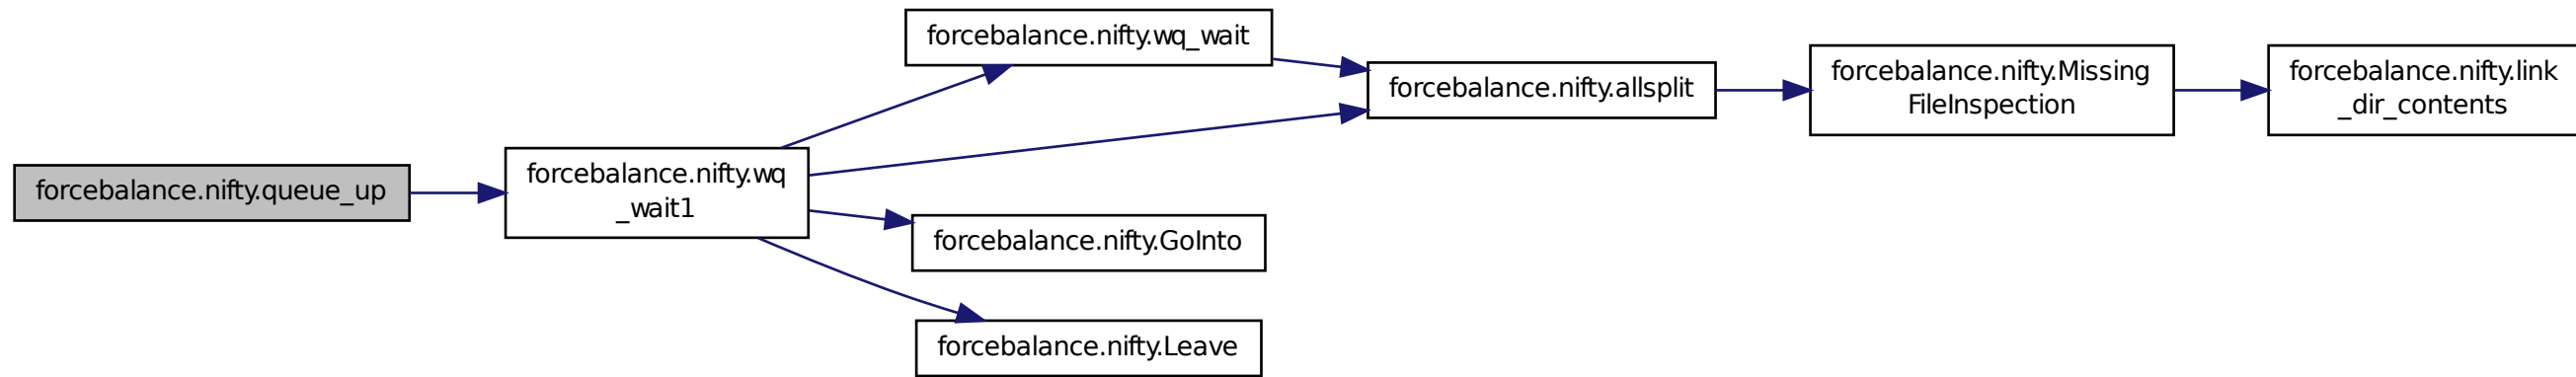 forcebalance.nifty.queue_up
forcebalance.nifty.wq
_wait1
forcebalance.nifty.wq_wait
forcebalance.nifty.allsplit
forcebalance.nifty.GoInto
forcebalance.nifty.Leave
forcebalance.nifty.Missing
FileInspection
forcebalance.nifty.link
_dir_contents